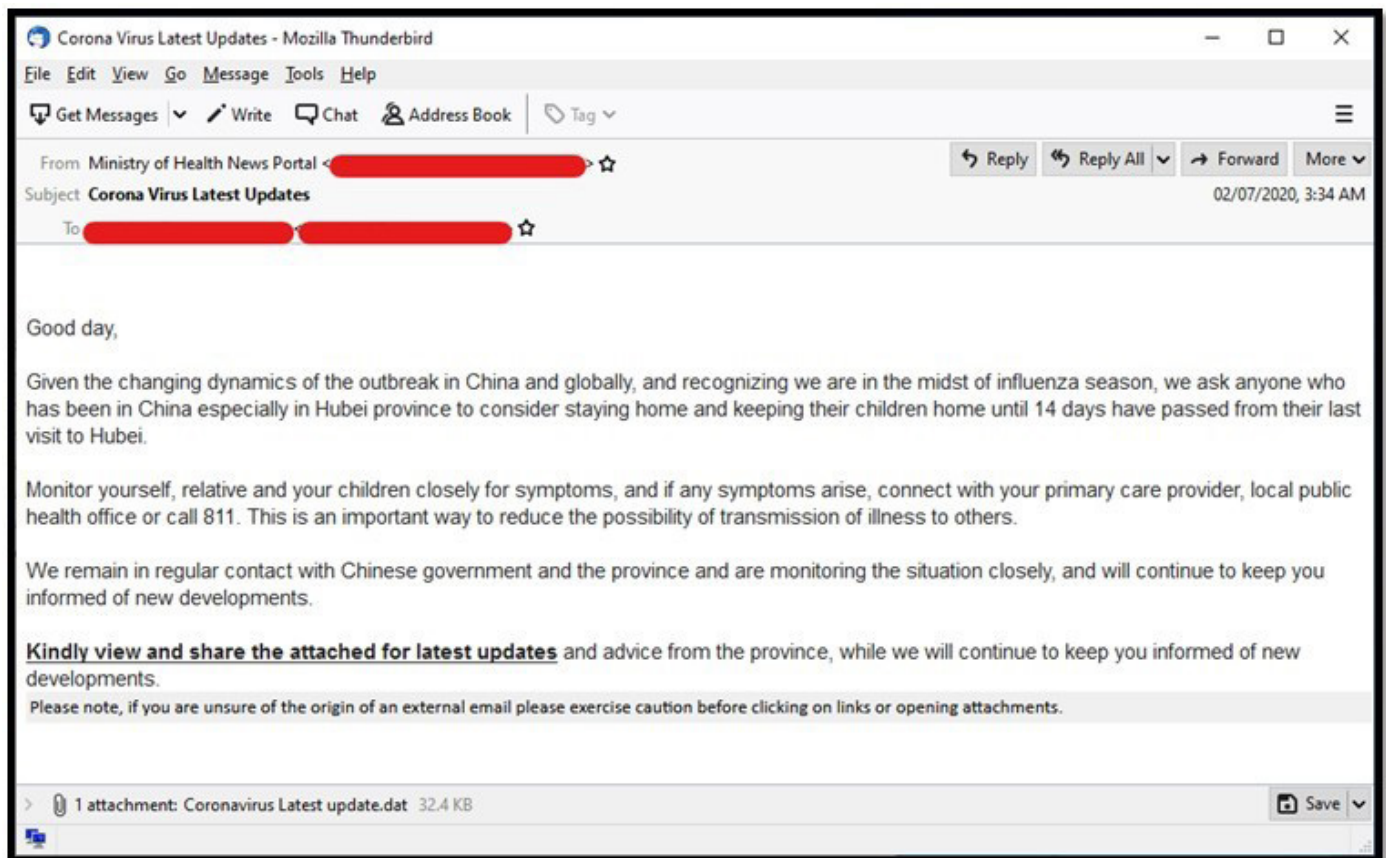 Corona Virus Latest Updates - Mozilla Thunderbird
File Edit View Go Message Tools Help
Get Messages Write Chat Address Book Tag
From Ministry of Health News Portal < > Reply Reply All Forward More
Subject Corona Virus Latest Updates 02/07/2020, 3:34 AM
To
Good day,
Given the changing dynamics of the outbreak in China and globally, and recognizing we are in the midst of influenza season, we ask anyone who
has been in China especially in Hubei province to consider staying home and keeping their children home until 14 days have passed from their last
visit to Hubei.
Monitor yourself, relative and your children closely for symptoms, and if any symptoms arise, connect with your primary care provider, local public
health office or call 811. This is an important way to reduce the possibility of transmission of illness to others.
We remain in regular contact with Chinese government and the province and are monitoring the situation closely, and will continue to keep you
informed of new developments.
Kindly view and share the attached for latest updates and advice from the province, while we will continue to keep you informed of new
developments.
Please note, if you are unsure of the origin of an external email please exercise caution before clicking on links or opening attachments.
1 attachment: Coronavirus Latest update.dat 32.4 KB Save